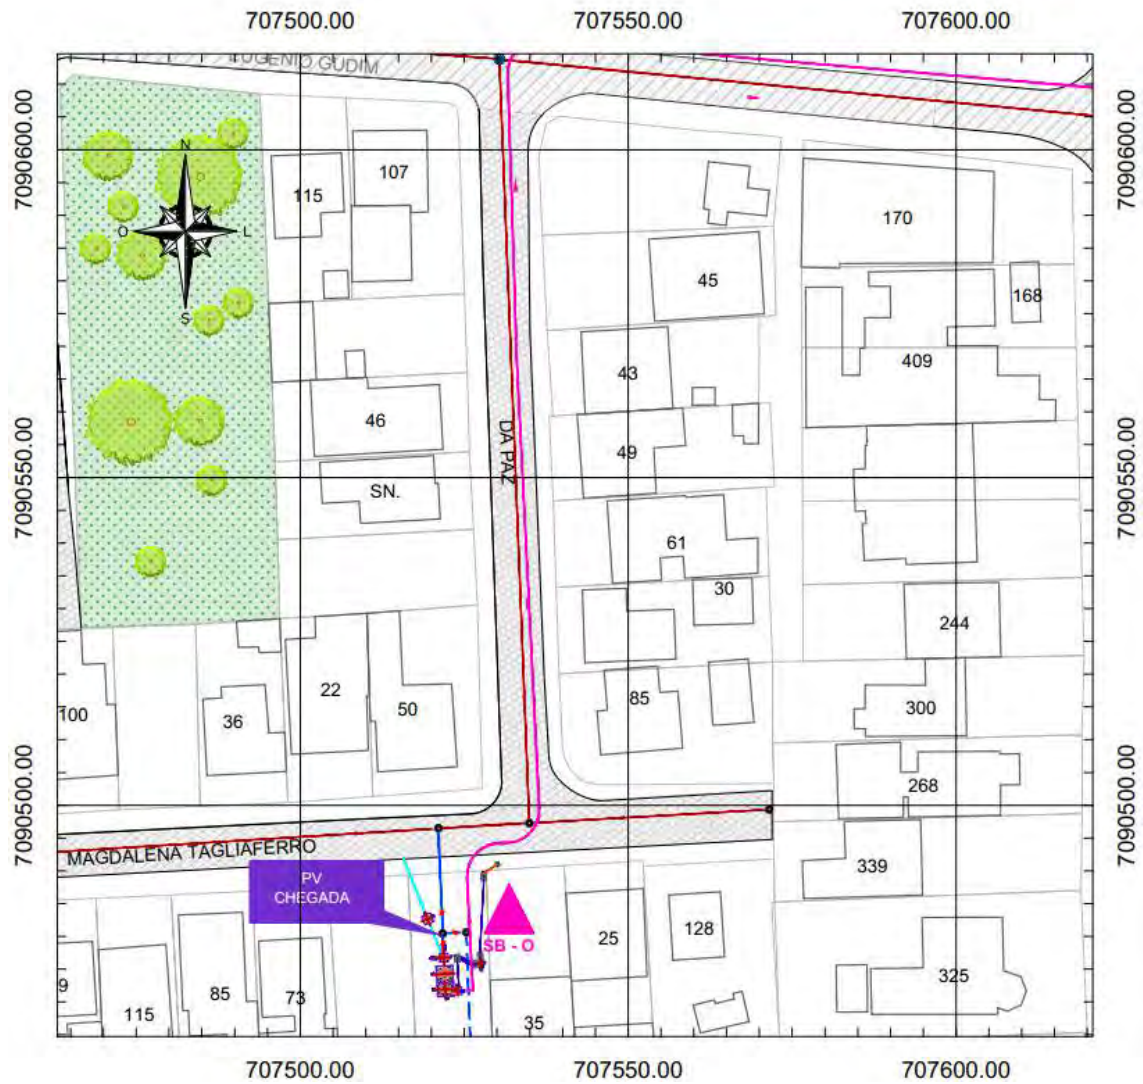 707500.00 707550.00 707600.00
EUGENIO GUDIM
7090600.00
7090600.00
N
O L
S
115
107
170
45
168
43
409
46
DA PAZ
49
SN.
7090550.00
7090550.00
61
30
244
22
85
100
36
50
300
268
7090500.00
7090500.00
MAGDALENA TAGLIAFERRO
339
PV
CHEGADA
SB - O
25
128
325
9
85
73
115
35
707500.00 707550.00 707600.00